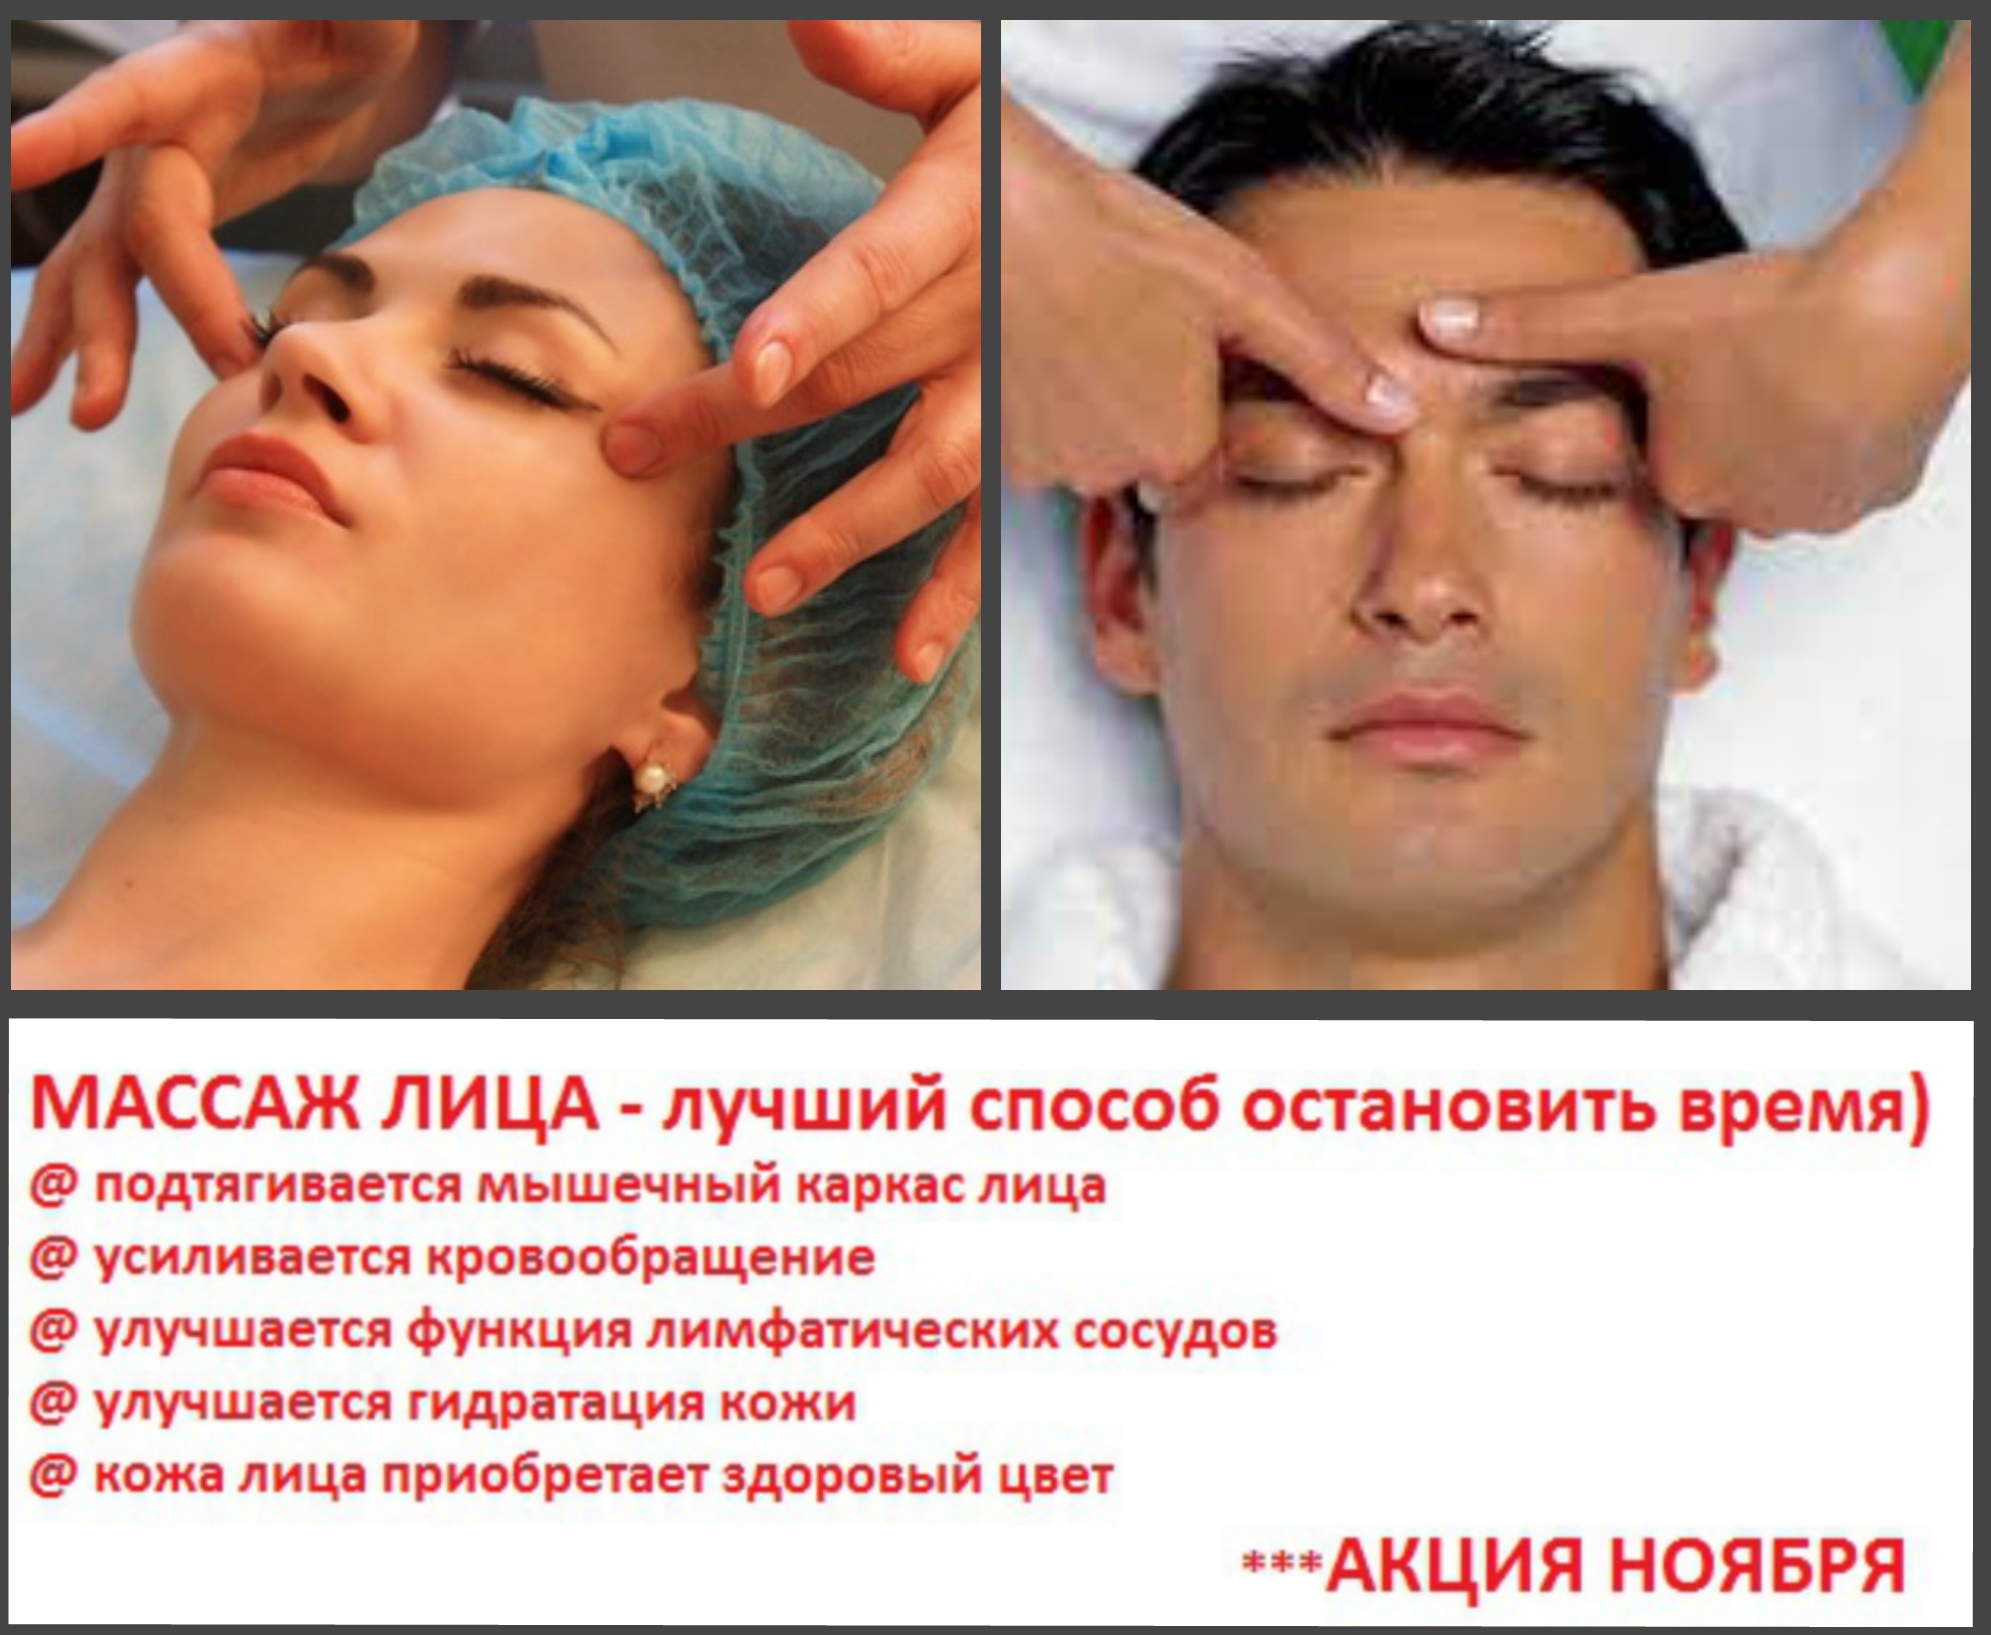 МАССАЖ ЛИЦА - лучший способ остановить время)
@ подтягивается мышечный каркас лица
@ усиливается кровообращение
@ улучшается функция лимфатических сосудов
@ улучшается гидратация кожи
@ кожа лица приобретает здоровый цвет
***АКЦИЯ НОЯБРЯ